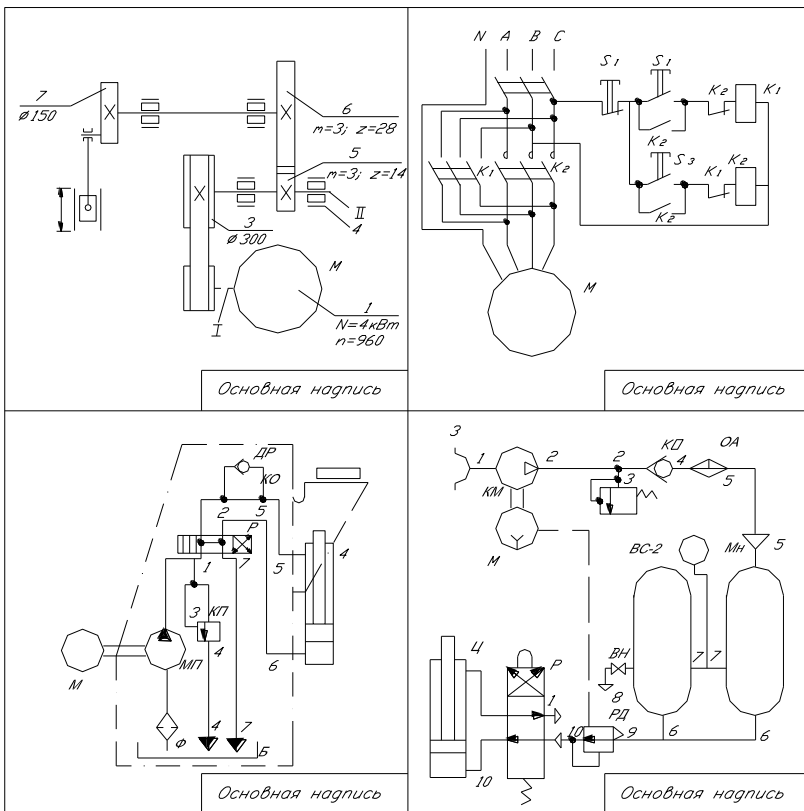 7
ø150
6
m=3; z=28
5
m=3; z=14
II
4
3
ø300
М
I
1
N=4кВт
n=960
Основная надпись
N A B C
S1
S1
K2
K1
K2
S3
K1
K2
K2
K1
K2
М
Основная надпись
ДР
КО
2
5
Р
1
7
5
4
3
КП
4
6
М
МП
Ф
4
7
Б
Основная надпись
3
1
2
КМ
М
2
3
КО
4
ОА
5
ВС-2
Мн
5
ВН
7
7
8
РД
9
6
6
Ц
Р
1
10
10
Основная надпись